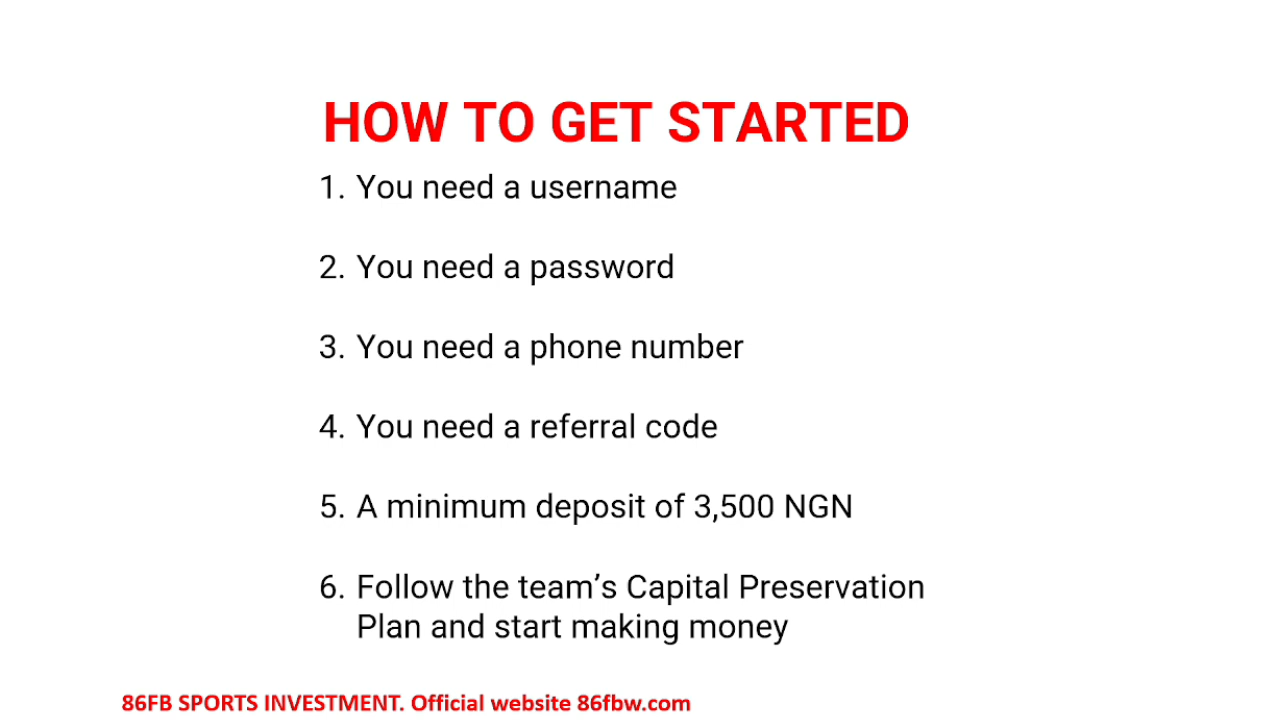 HOW TO GET STARTED
1. You need a username
2. You need a password
3. You need a phone number
4. You need a referral code
5. A minimum deposit of 3,500 NGN
6. Follow the team’s Capital Preservation
Plan and start making money
86FB SPORTS INVESTMENT. Official website 86fbw.com